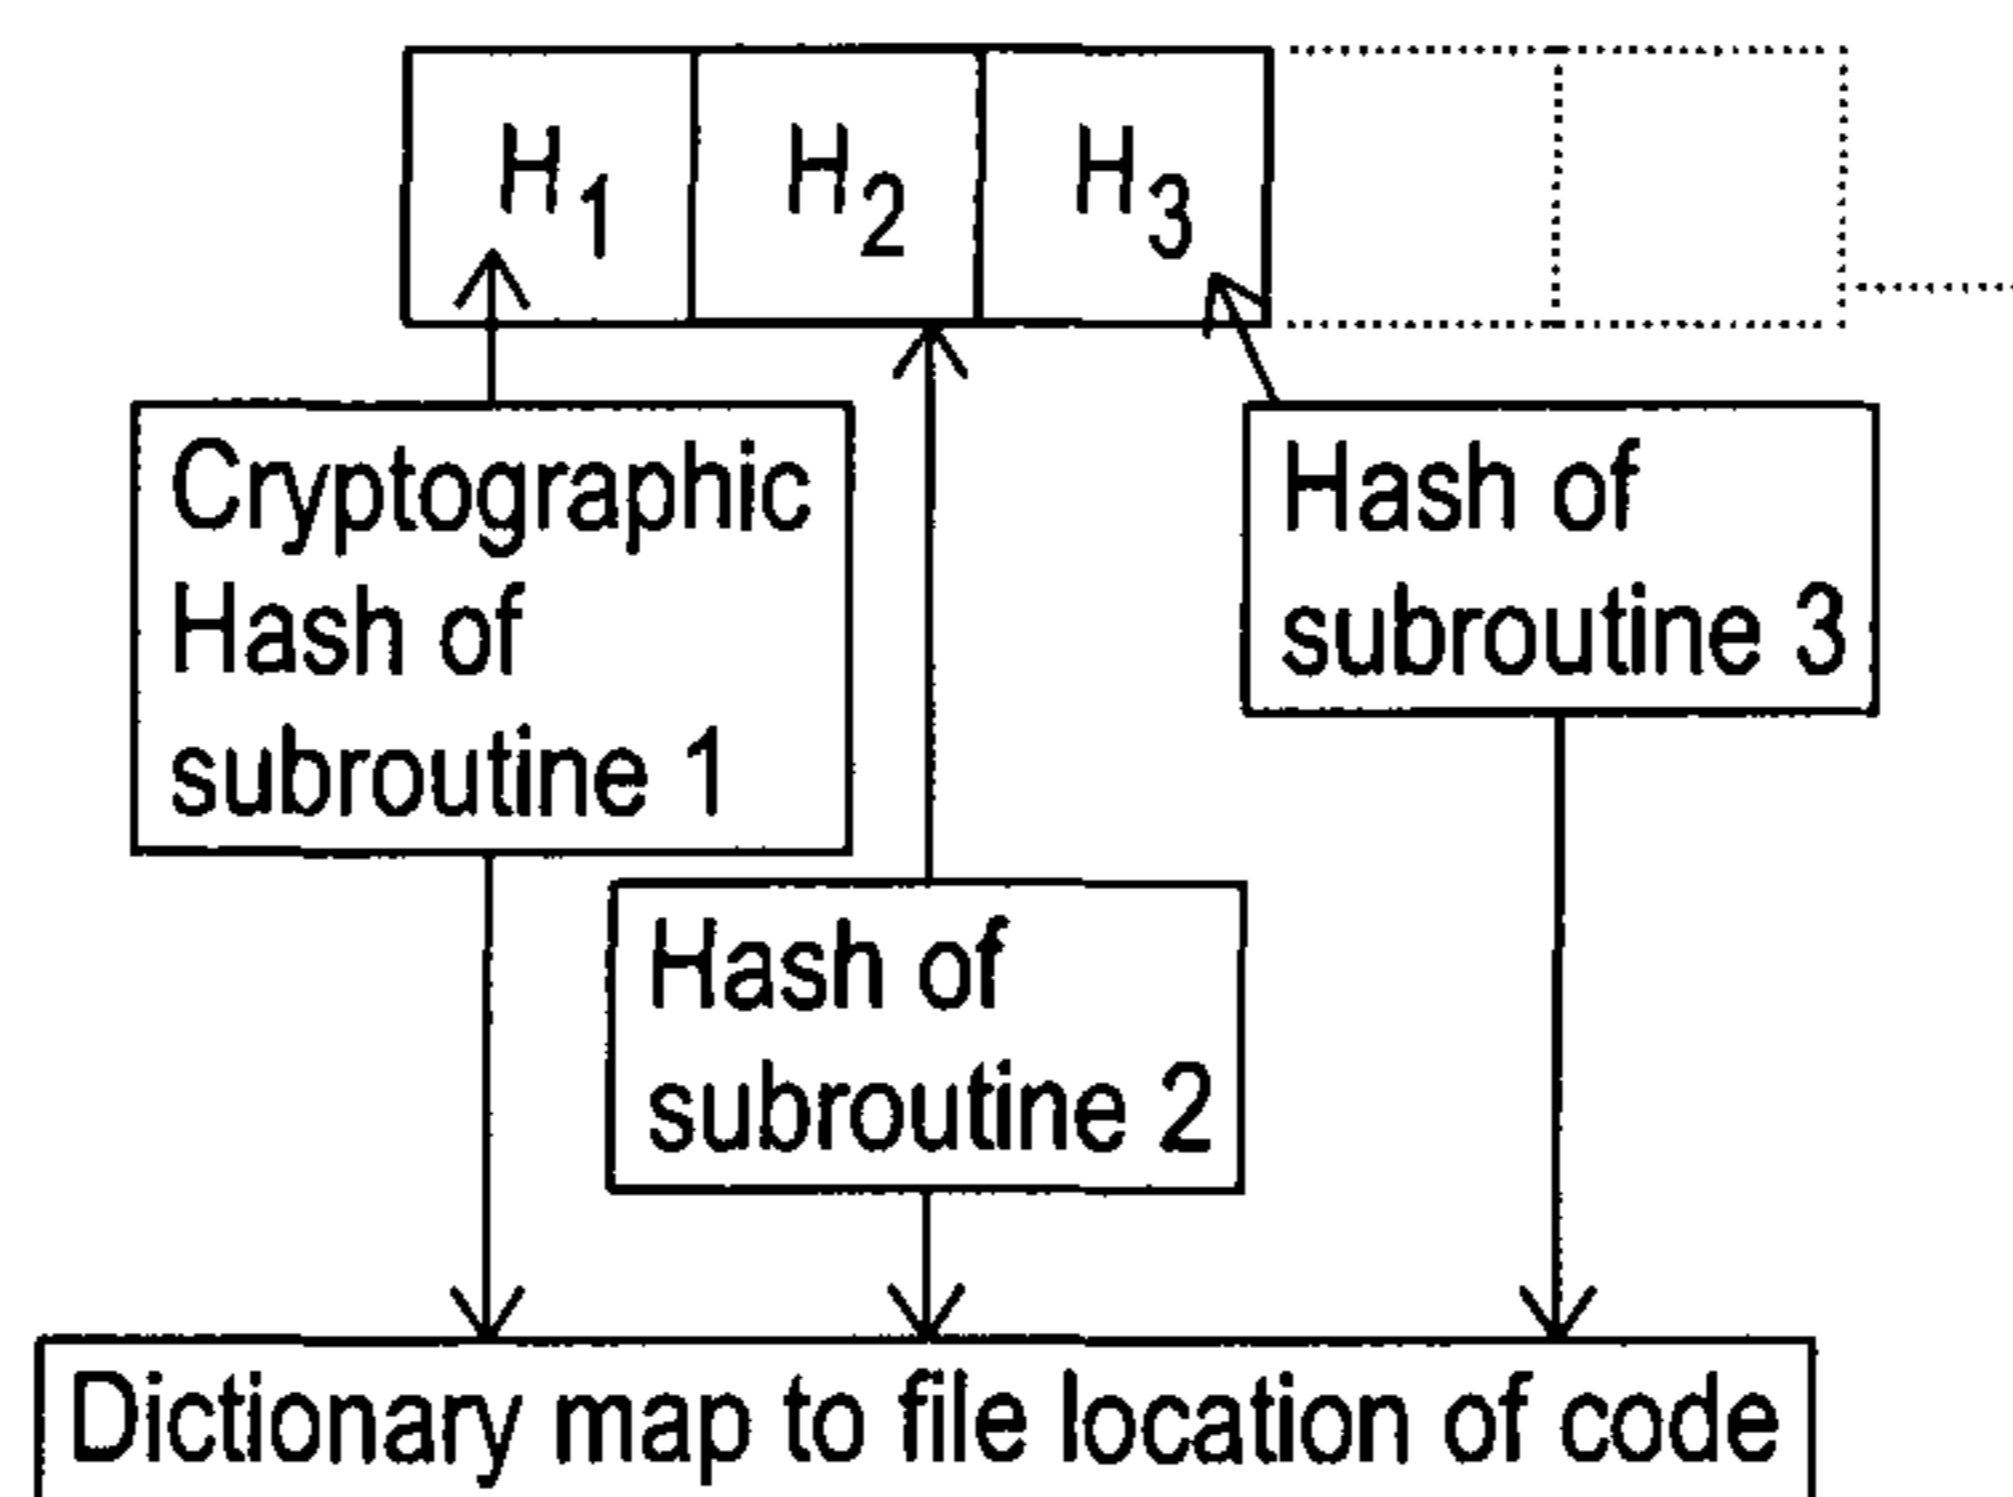 H1 H2 H3
Cryptographic
Hash of
subroutine 1
Hash of
subroutine 3
Hash of
subroutine 2
Dictionary map to file location of code